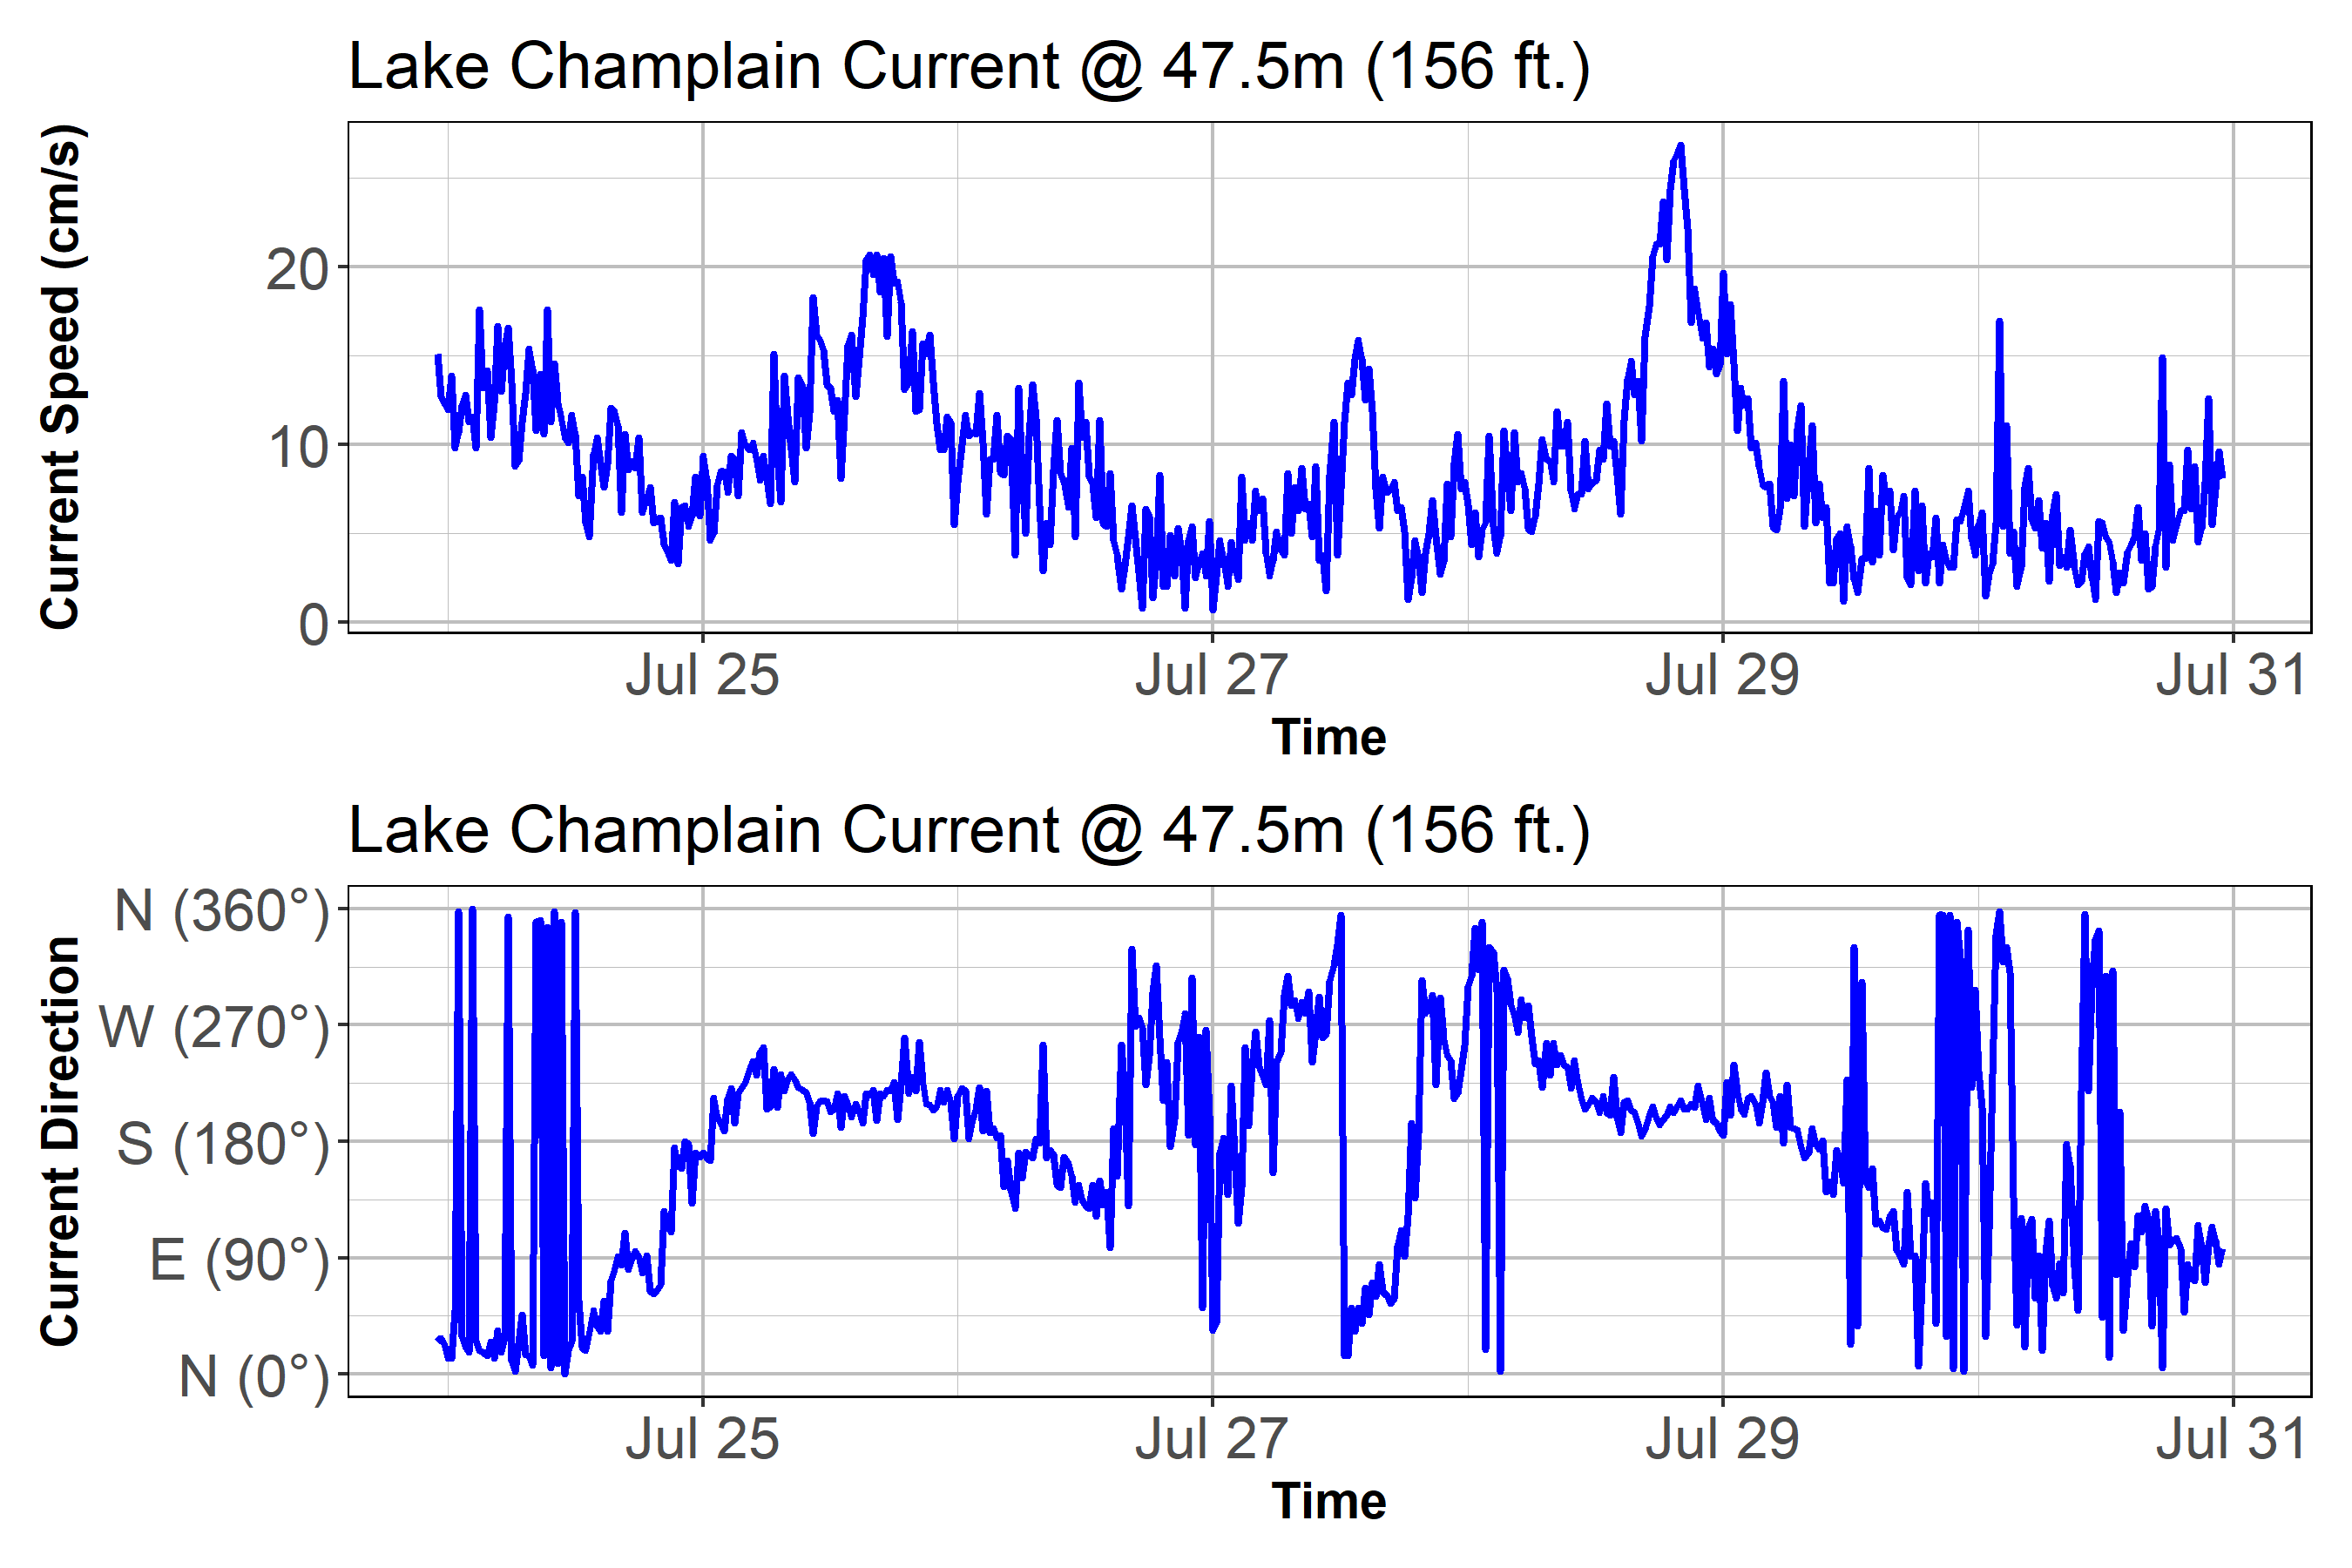 Lake Champlain Current @ 47.5m (156 ft.)
Current Speed (cm/s)
20
10
0
Jul 25 Jul 27 Jul 29 Jul 31
Time
Lake Champlain Current @ 47.5m (156 ft.)
Current Direction
N (360°)
W (270°)
S (180°)
E (90°)
N (0°)
Jul 25 Jul 27 Jul 29 Jul 31
Time